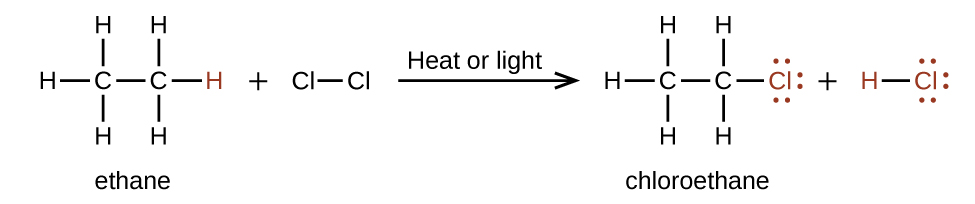 H H H H
Heat or light
H C C H + Cl Cl H C C Cl + H Cl
H H H H
ethane chloroethane